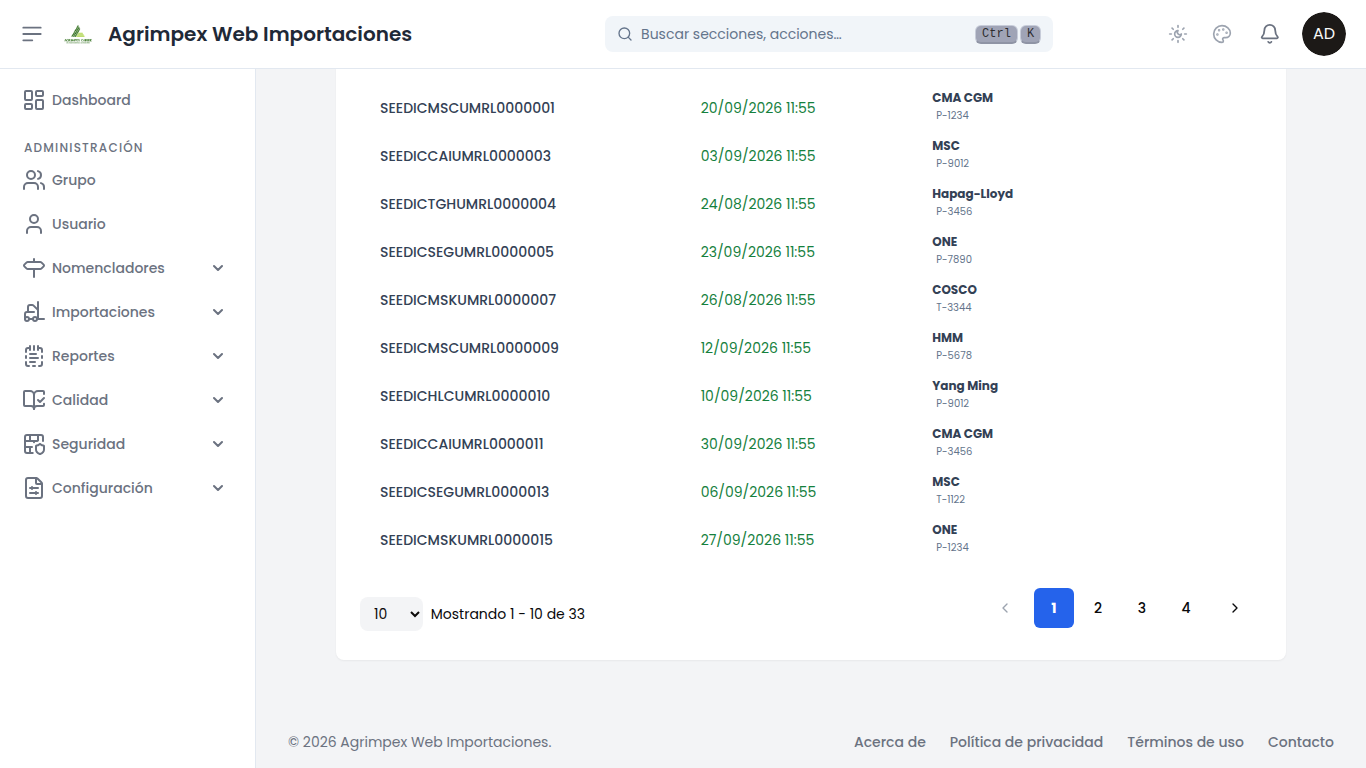 Agrimpex Web Importaciones
Buscar secciones, acciones...
Ctrl K
AD
Dashboard
ADMINISTRACIÓN
Grupo
Usuario
Nomencladores
Importaciones
Reportes
Calidad
Seguridad
Configuración
SEEDICMSCUMRL0000001 20/09/2026 11:55 CMA CGM
P-1234
SEEDICCAIUMRL0000003 03/09/2026 11:55 MSC
P-9012
SEEDICTGHUMRL0000004 24/08/2026 11:55 Hapag-Lloyd
P-3456
SEEDICSEGUMRL0000005 23/09/2026 11:55 ONE
P-7890
SEEDICMSKUMRL0000007 26/08/2026 11:55 COSCO
T-3344
SEEDICMSCUMRL0000009 12/09/2026 11:55 HMM
P-5678
SEEDICHLCUMRL0000010 10/09/2026 11:55 Yang Ming
P-9012
SEEDICCAIUMRL0000011 30/09/2026 11:55 CMA CGM
P-3456
SEEDICSEGUMRL0000013 06/09/2026 11:55 MSC
T-1122
SEEDICMSKUMRL0000015 27/09/2026 11:55 ONE
P-1234
10 Mostrando 1 - 10 de 33
1 2 3 4
© 2026 Agrimpex Web Importaciones.
Acerca de Política de privacidad Términos de uso Contacto